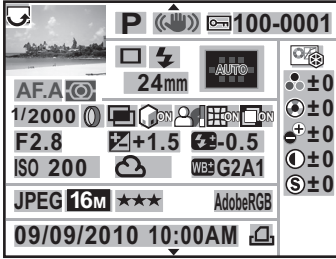 P 100-0001
AUTO
24mm
AF.A
±0
±0
1/2000 ON ON ON
F2.8 +1.5 -0.5
±0
ISO 200 WB± G2A1
±0
JPEG 16M ★★★ AdobeRGB
S ±0
09/09/2010 10:00AM